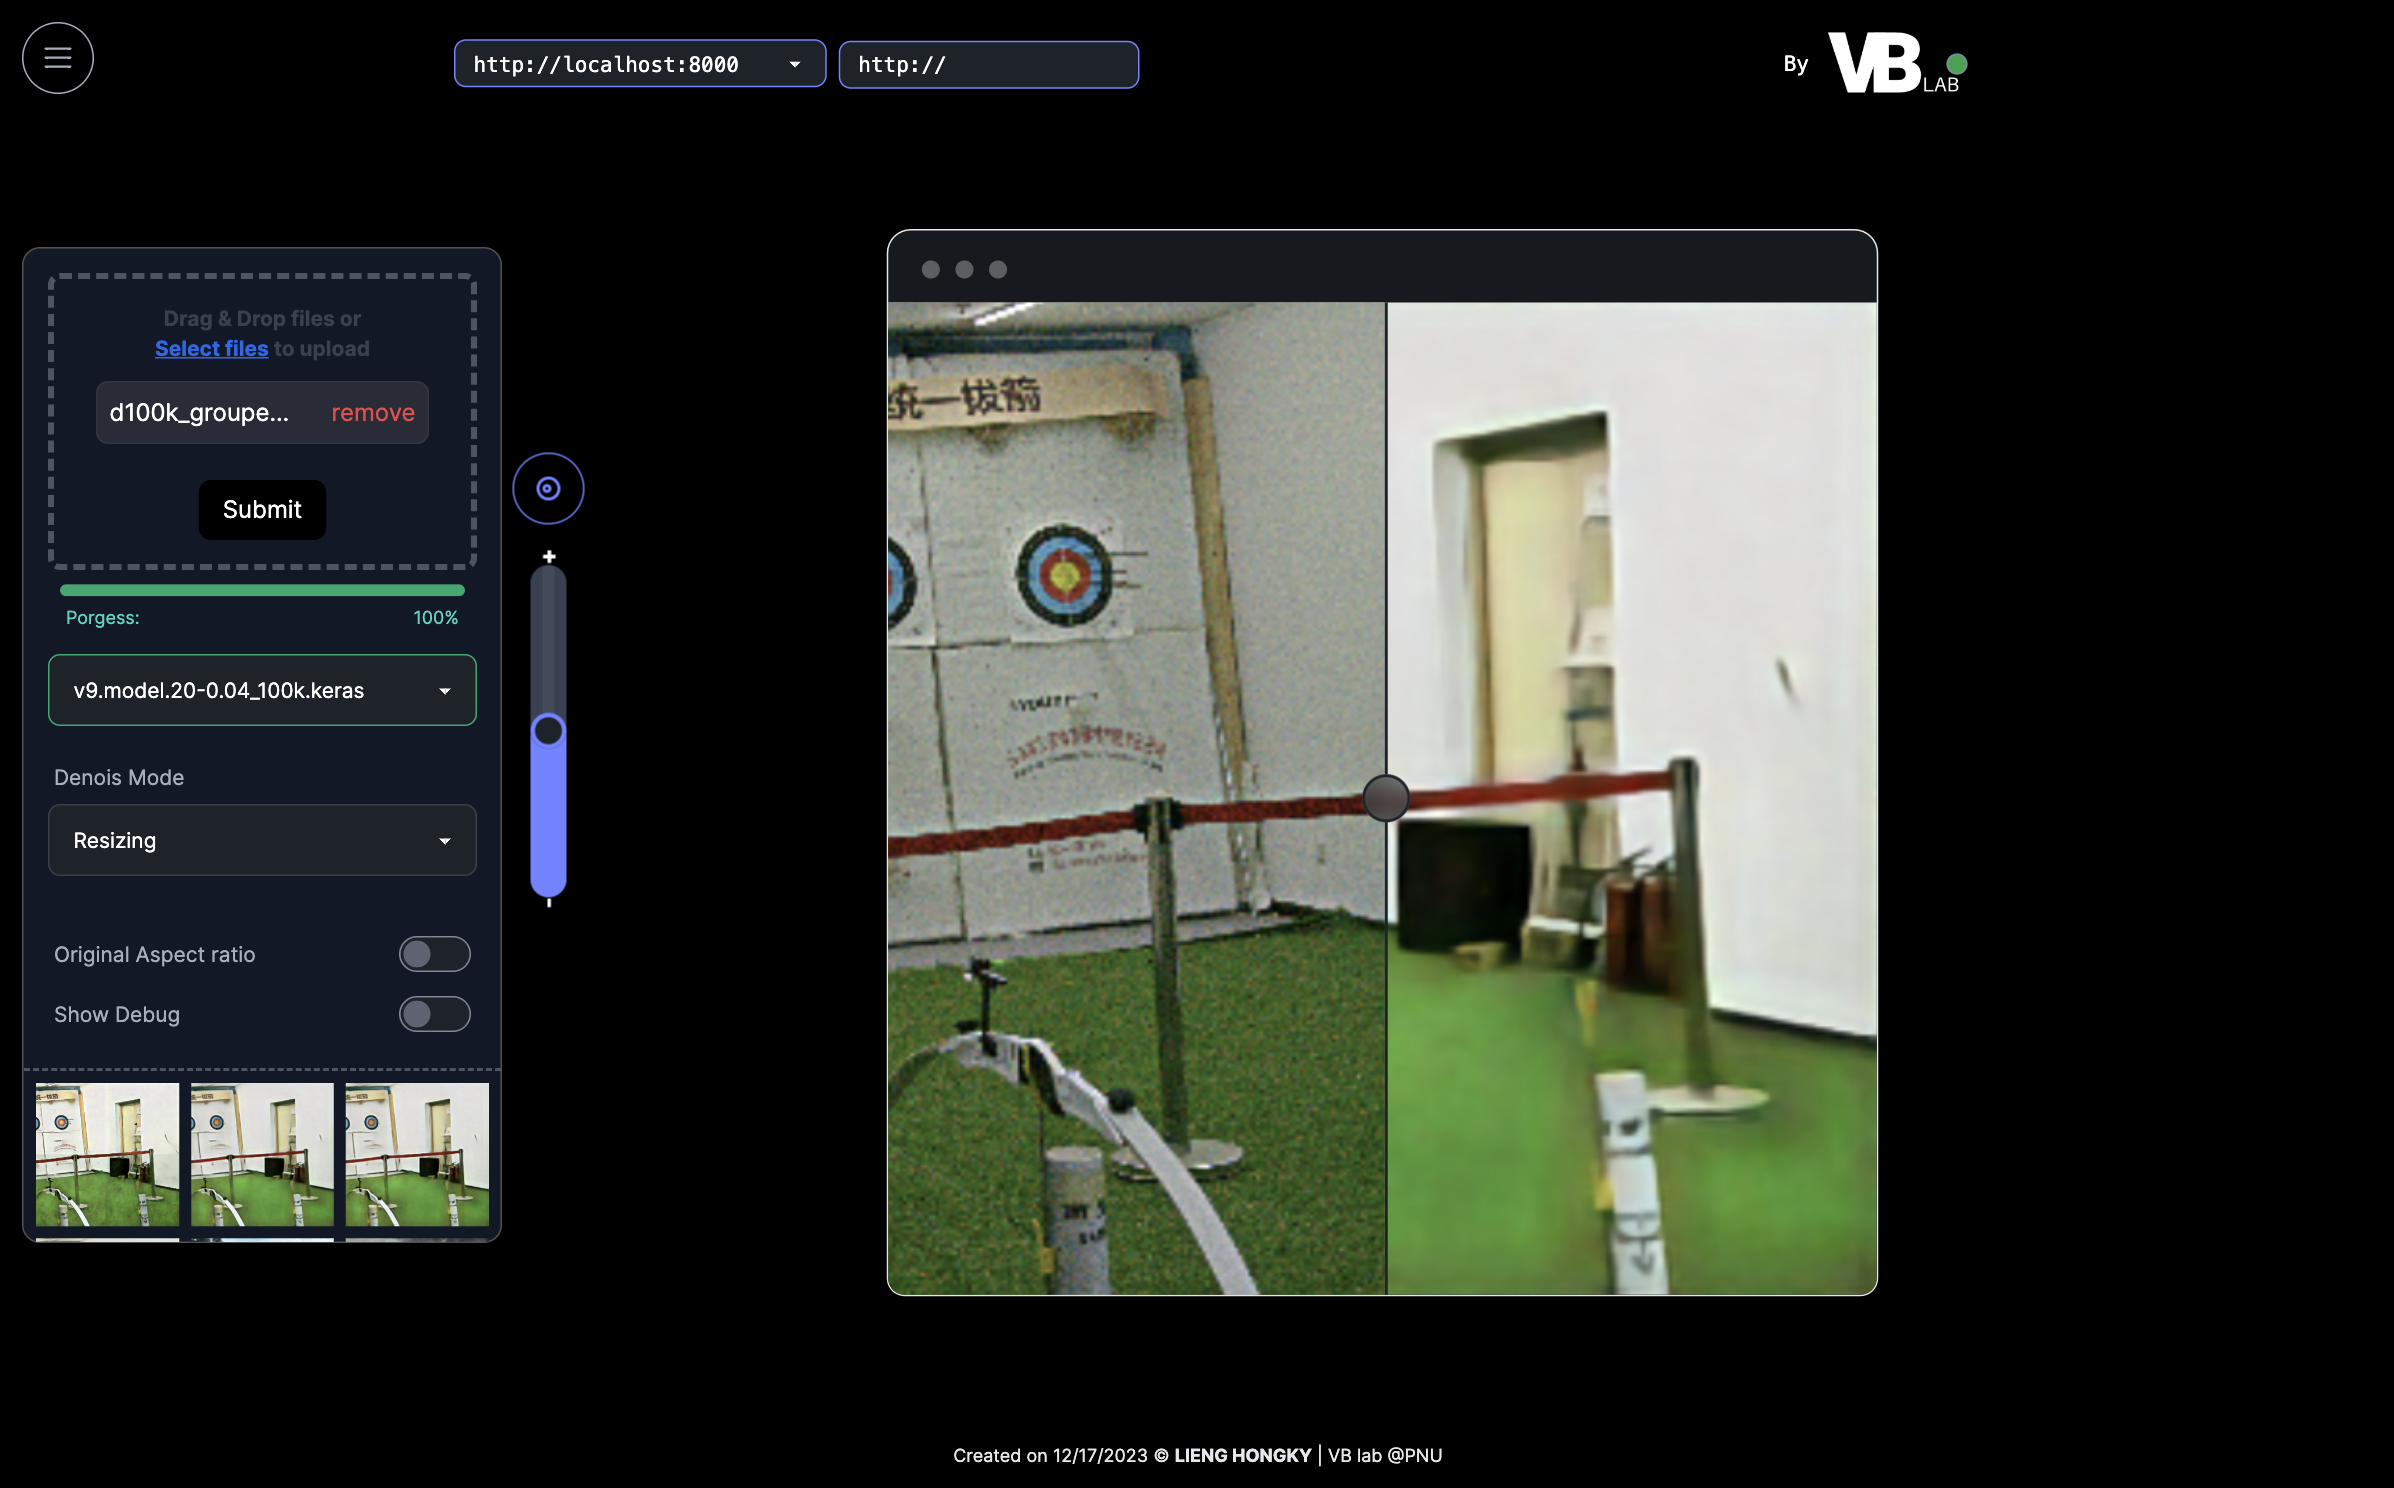 http://localhost:8000
http://
By VB LAB
Drag & Drop files or
Select files to upload
d100k_groupe... remove
Submit
Porgess: 100%
v9.model.20-0.04_100k.keras
Denois Mode
Resizing
Original Aspect ratio
Show Debug
统一拔箭
Created on 12/17/2023 © LIENG HONGKY | VB lab @PNU